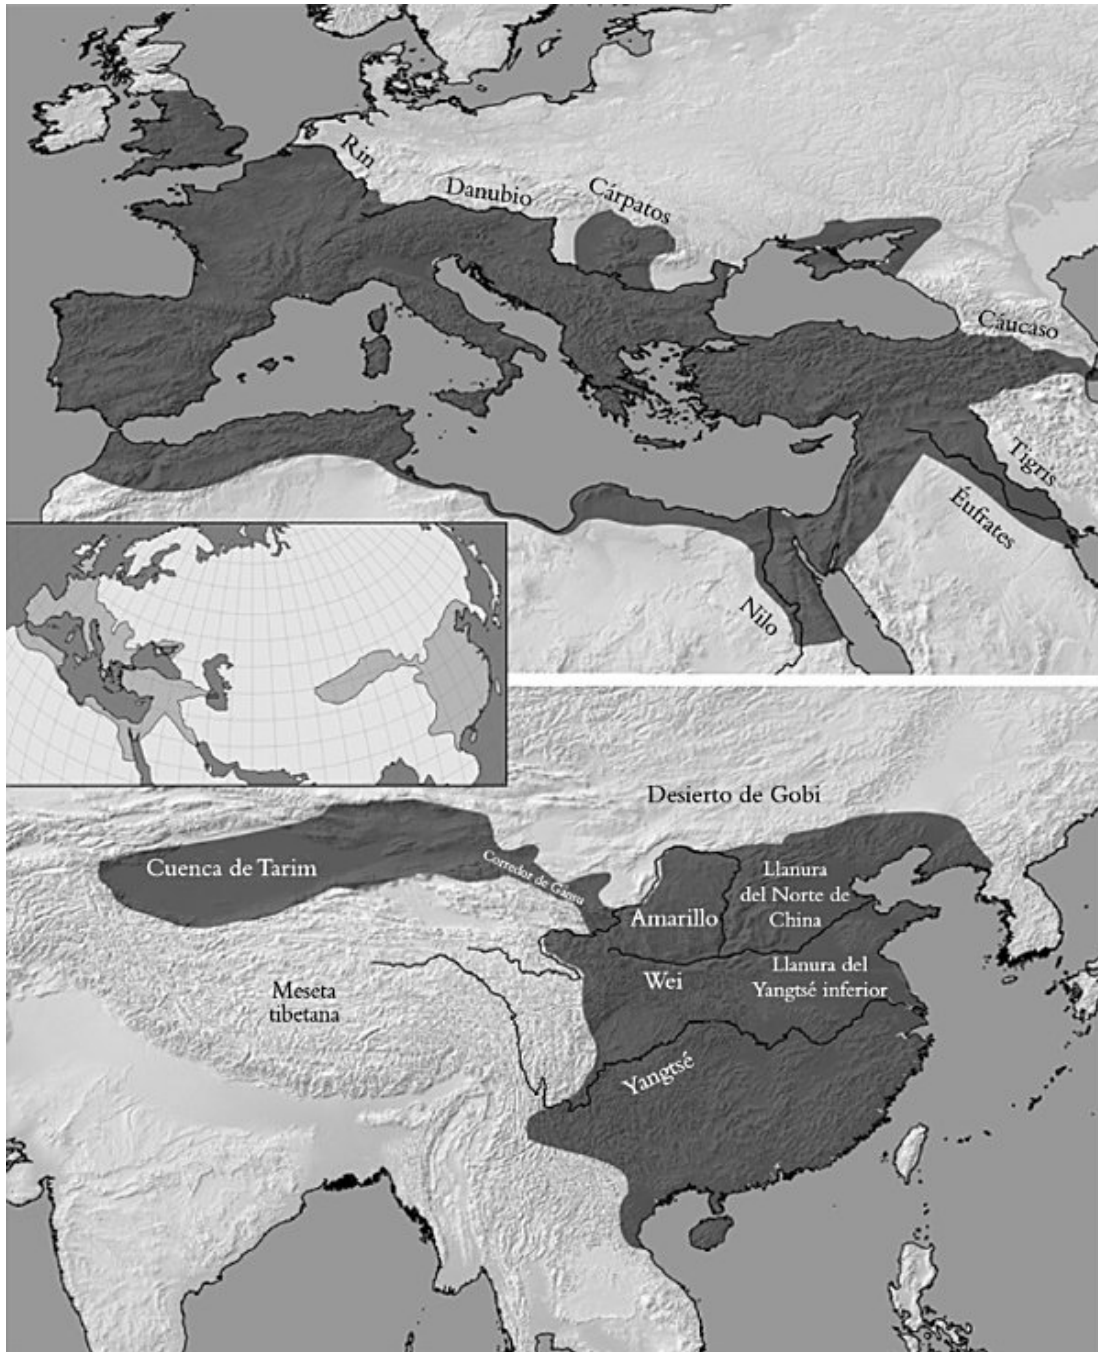 Rin
Danubio
Cárpatos
Cáucaso
Tigris
Éufrates
Nilo
Desierto de Gobi
Cuenca de Tarim
Corredor de Gansu
Llanura
del Norte de
China
Amarillo
Wei
Llanura del
Yangtsé inferior
Meseta
tibetana
Yangtsé